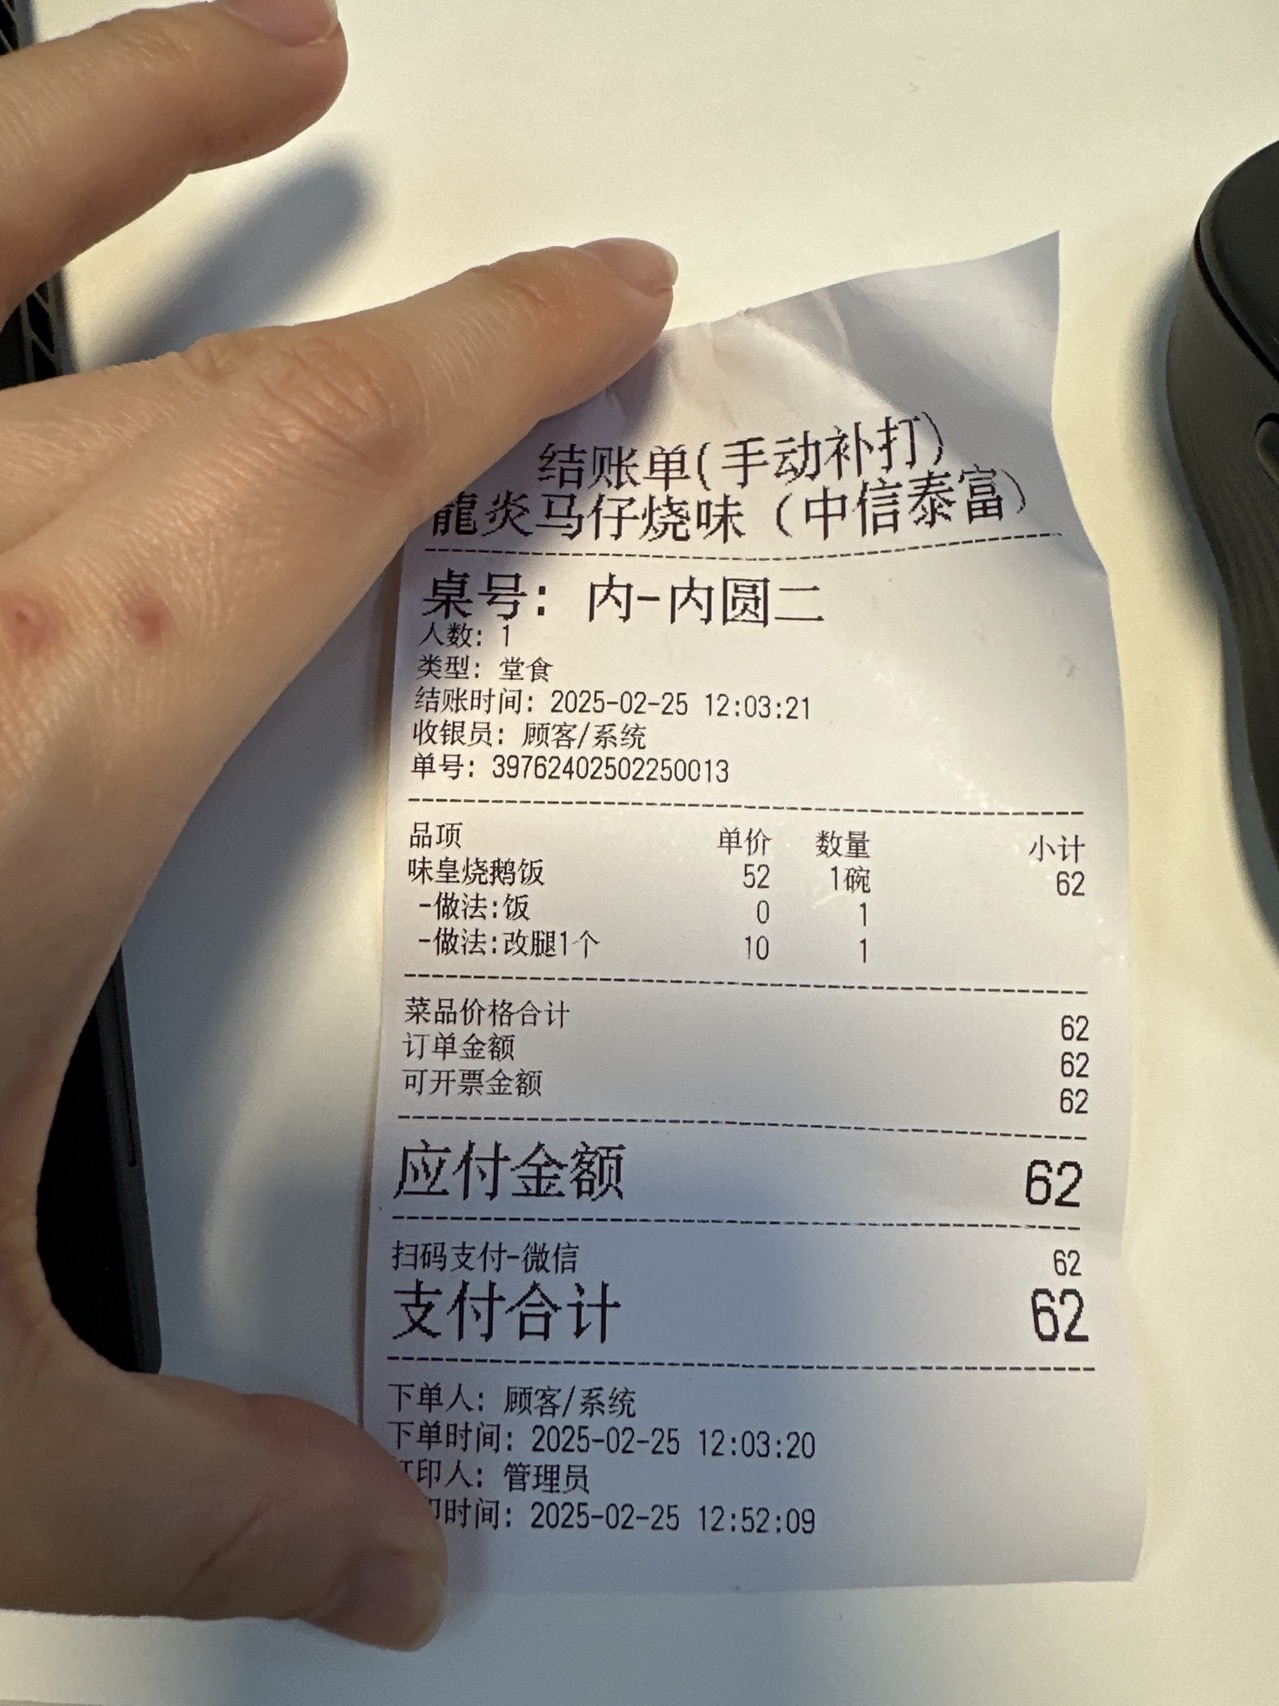 结账单(手动补打)
龍炎马仔烧味（中信泰富）
桌号: 内-内圆二
人数: 1
类型: 堂食
结账时间: 2025-02-25 12:03:21
收银员: 顾客/系统
单号: 39762402502250013
品项 单价 数量 小计
味皇烧鹅饭 52 1碗 62
-做法:饭 0 1
-做法:改腿1个 10 1
菜品价格合计 62
订单金额 62
可开票金额 62
应付金额 62
扫码支付-微信 62
支付合计 62
下单人: 顾客/系统
下单时间: 2025-02-25 12:03:20
打印人: 管理员
印时间: 2025-02-25 12:52:09